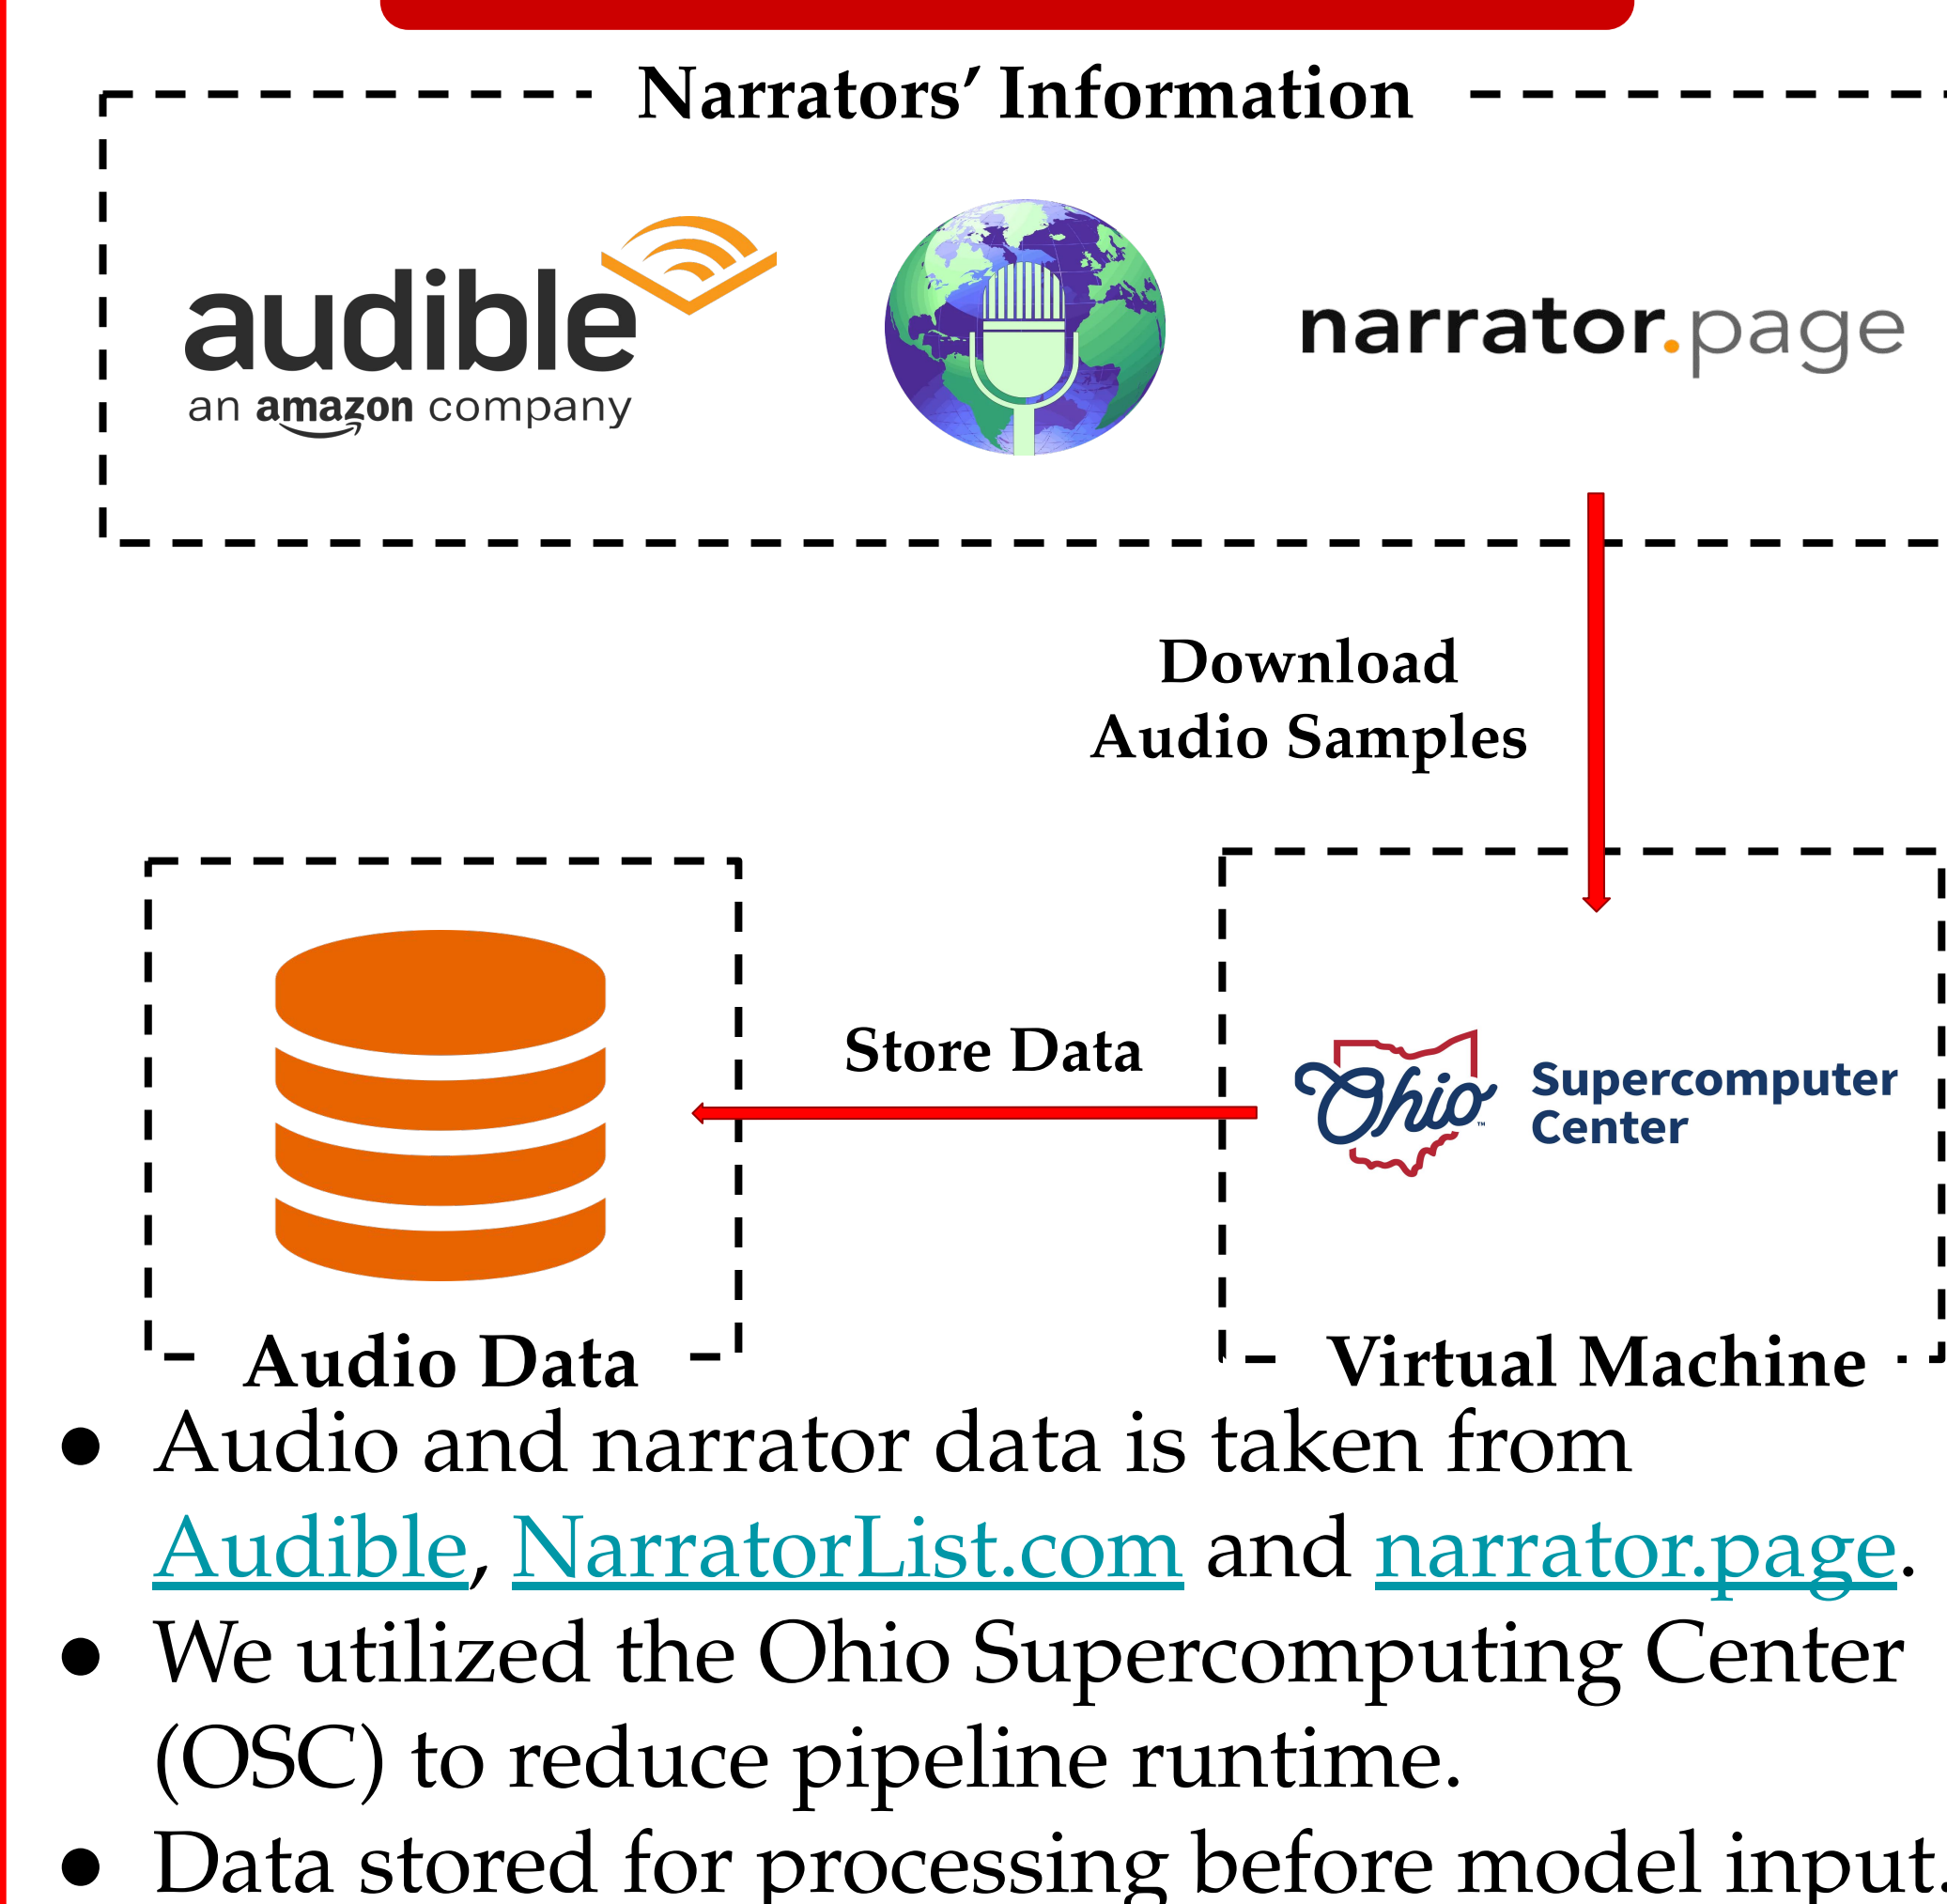 Narrators’ Information
audible
an amazon company
narrator.page
Download
Audio Samples
Store Data
Ohio™
Supercomputer
Center
Audio Data
Virtual Machine
● Audio and narrator data is taken from
Audible, NarratorList.com and narrator.page.
● We utilized the Ohio Supercomputing Center
(OSC) to reduce pipeline runtime.
● Data stored for processing before model input.